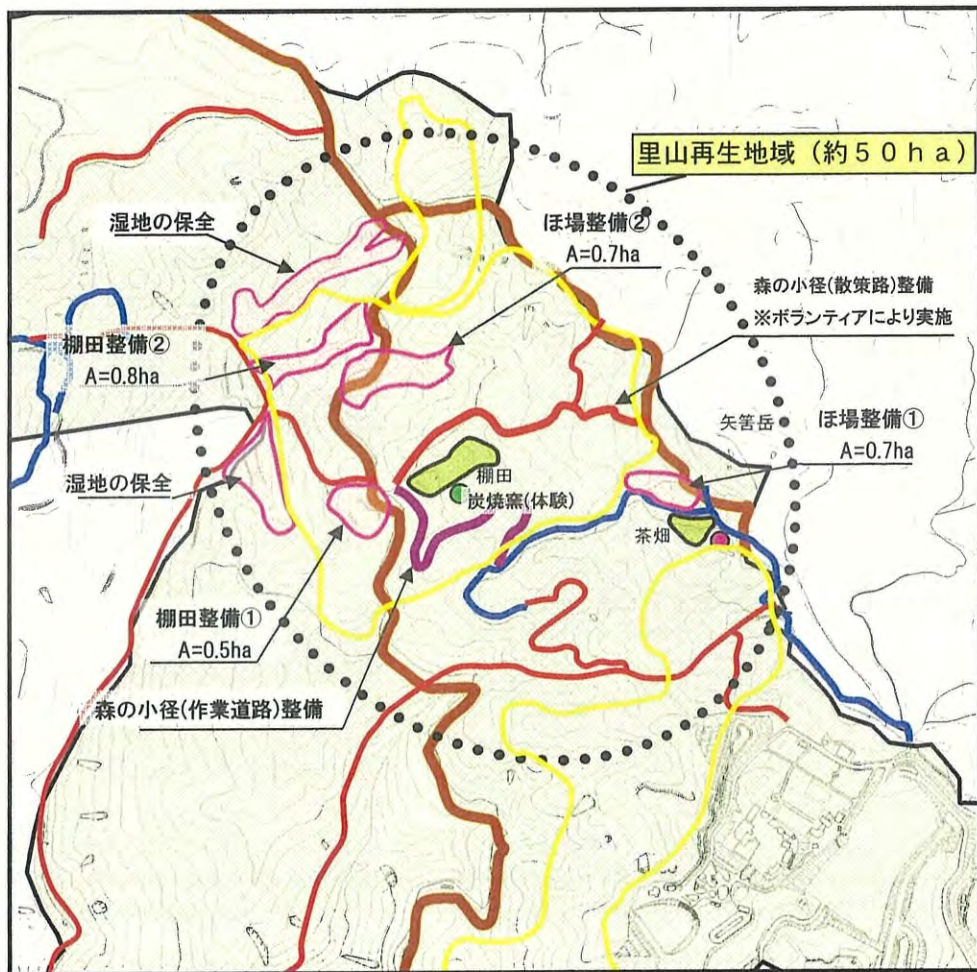 里山再生地域（約５０ｈａ）
湿地の保全
ほ場整備②
A=0.7ha
森の小径(散策路)整備
※ボランティアにより実施
棚田整備②
A=0.8ha
矢筈岳
ほ場整備①
A=0.7ha
湿地の保全
棚田
炭焼窯(体験)
茶畑
棚田整備①
A=0.5ha
森の小径(作業道路)整備